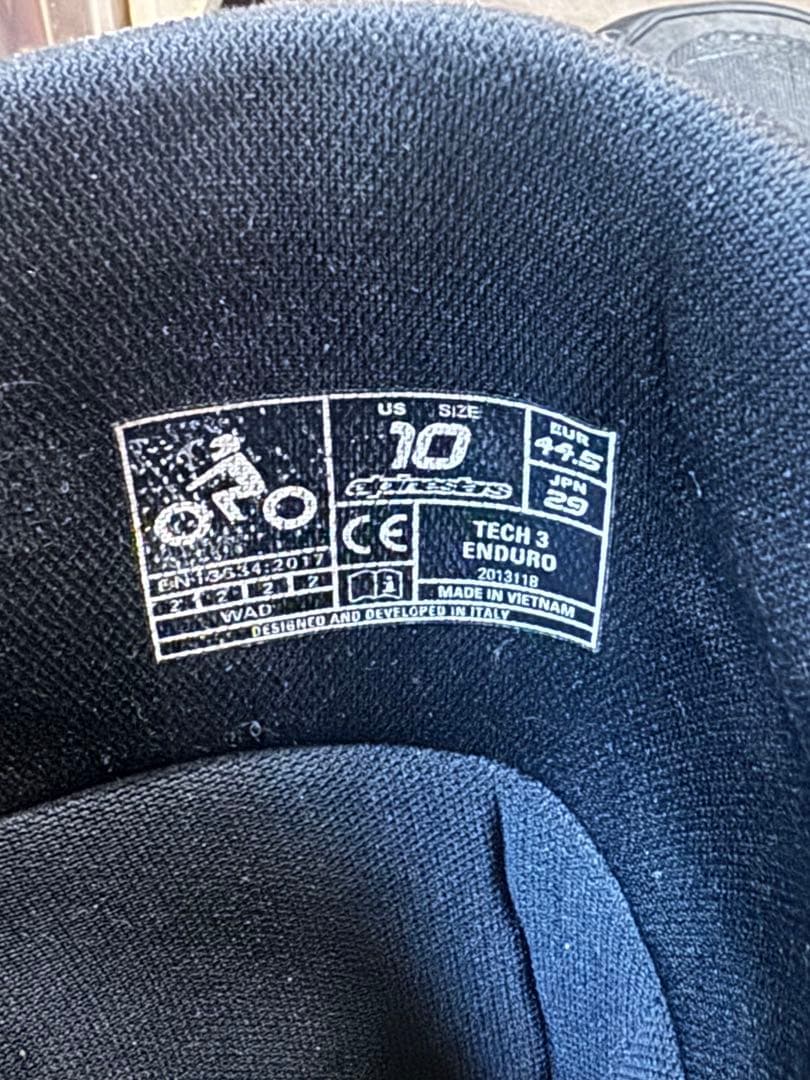 US SIZE
10
alpinestars
EUR
44.5
JPN
29
EN13634:2017
2 2 2 2
WAD
CE
i
TECH 3
ENDURO
2013118
MADE IN VIETNAM
DESIGNED AND DEVELOPED IN ITALY